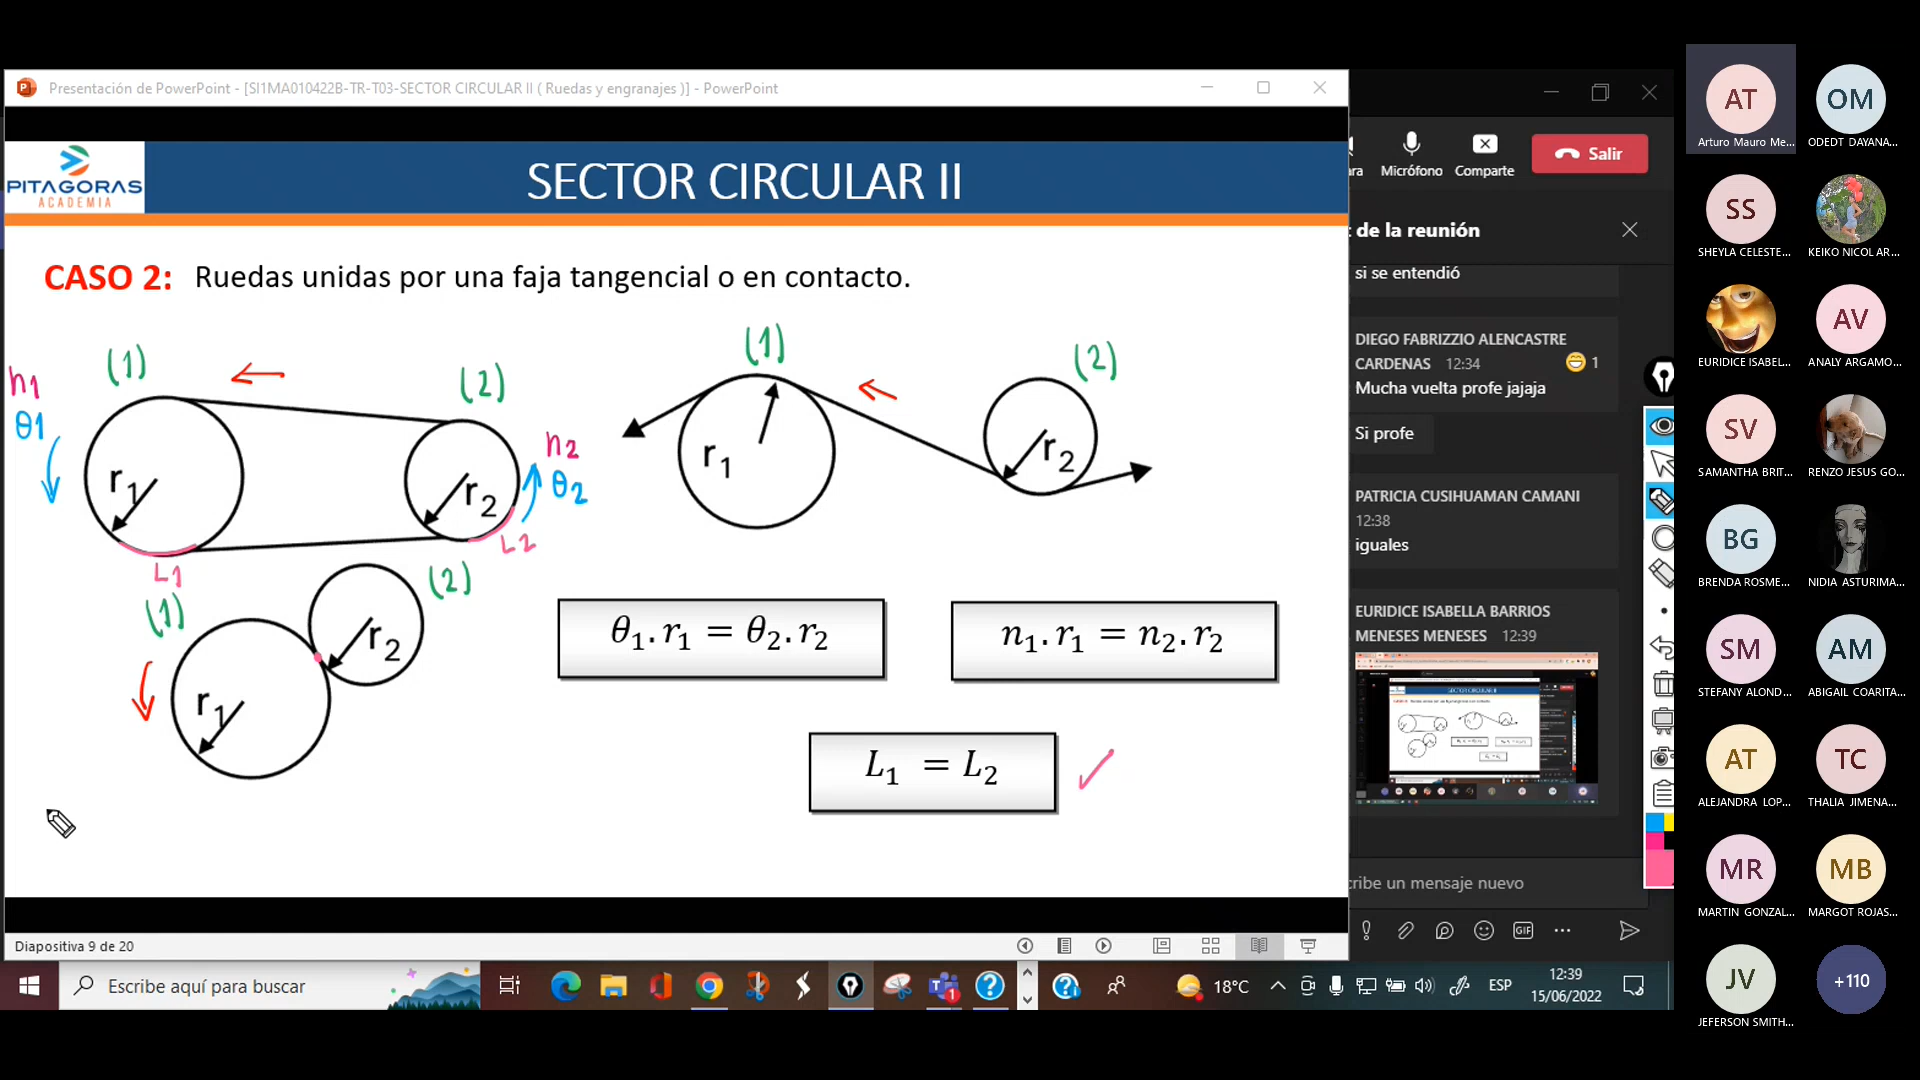 Presentación de PowerPoint - [SI1MA010422B-TR-T03-SECTOR CIRCULAR II ( Ruedas y engranajes )] - PowerPoint
PITAGORAS
ACADEMIA
SECTOR CIRCULAR II
CASO 2: Ruedas unidas por una faja tangencial o en contacto.
(1)
(2)
n1
θ1
r1
r2
n2
θ2
L1
L2
(1)
(2)
r1
r2
(1)
(2)
r1
r2
θ1.r1 = θ2.r2
n1.r1 = n2.r2
L1 = L2
Diapositiva 9 de 20
ara
Micrófono
Comparte
Salir
t de la reunión
si se entendió
DIEGO FABRIZZIO ALENCASTRE
CARDENAS 12:34
1
Mucha vuelta profe jajaja
Si profe
PATRICIA CUSIHUAMAN CAMANI
12:38
iguales
EURIDICE ISABELLA BARRIOS
MENESES MENESES 12:39
cribe un mensaje nuevo
GIF
Escribe aquí para buscar
1
18°C
ESP
12:39
15/06/2022
AT
Arturo Mauro Me...
OM
ODEDT DAYANA...
SS
SHEYLA CELESTE...
KEIKO NICOL AR...
EURIDICE ISABEL...
AV
ANALY ARGAMO...
SV
SAMANTHA BRIT...
RENZO JESUS GO...
BG
BRENDA ROSME...
NIDIA ASTURIMA...
SM
STEFANY ALOND...
AM
ABIGAIL COARITA...
AT
ALEJANDRA LOP...
TC
THALIA JIMENA...
MR
MARTIN GONZAL...
MB
MARGOT ROJAS...
JV
JEFERSON SMITH...
+110